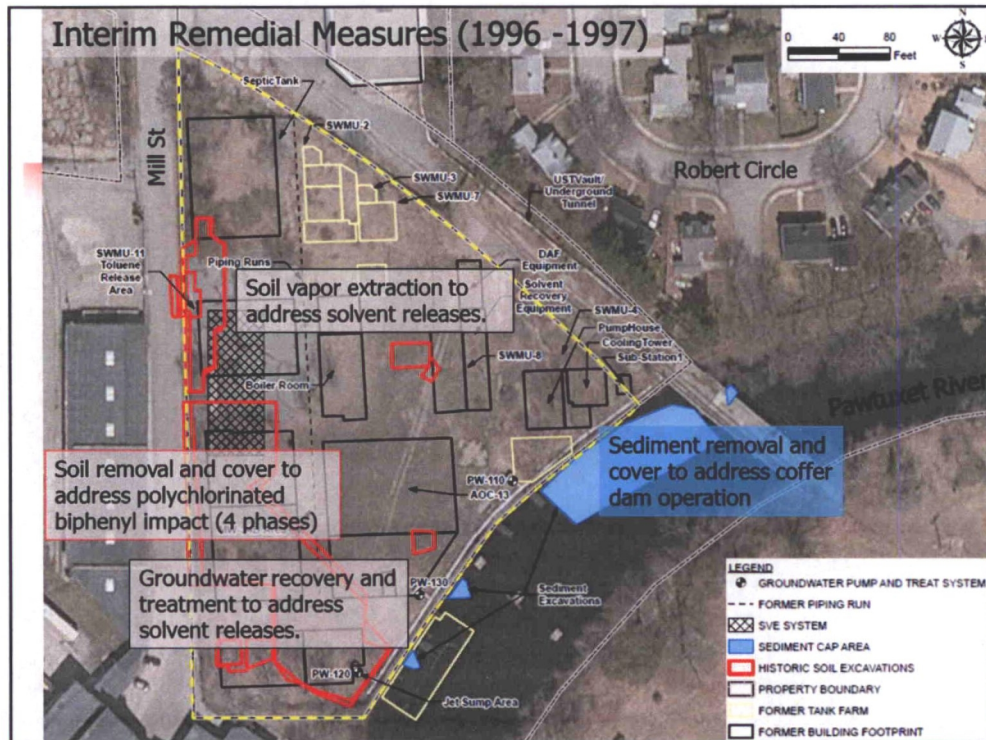 Interim Remedial Measures (1996 -1997)
0 40 80
Feet
N
W E
S
Septic Tank
SWMU-2
Mill St
SWMU-3
SWMU-7
UST Vault/
Underground
Tunnel
Robert Circle
SWMU-11
Toluene
Release
Area
Piping Runs
DAF
Equipment
Soil vapor extraction to
address solvent releases.
Solvent
Recovery
Equipment
SWMU-4
PumpHouse
CoolingTower
Sub-Station1
SWMU-8
Boiler Room
Pawtuxet River
Sediment removal and
cover to address coffer
dam operation
Soil removal and cover to
address polychlorinated
biphenyl impact (4 phases)
PW-110
AOC-13
Groundwater recovery and
treatment to address
solvent releases.
PW-130
Sediment
Excavations
PW-120
Jet Sump Area
LEGEND
GROUNDWATER PUMP AND TREAT SYSTEM
FORMER PIPING RUN
SVE SYSTEM
SEDIMENT CAP AREA
HISTORIC SOIL EXCAVATIONS
PROPERTY BOUNDARY
FORMER TANK FARM
FORMER BUILDING FOOTPRINT